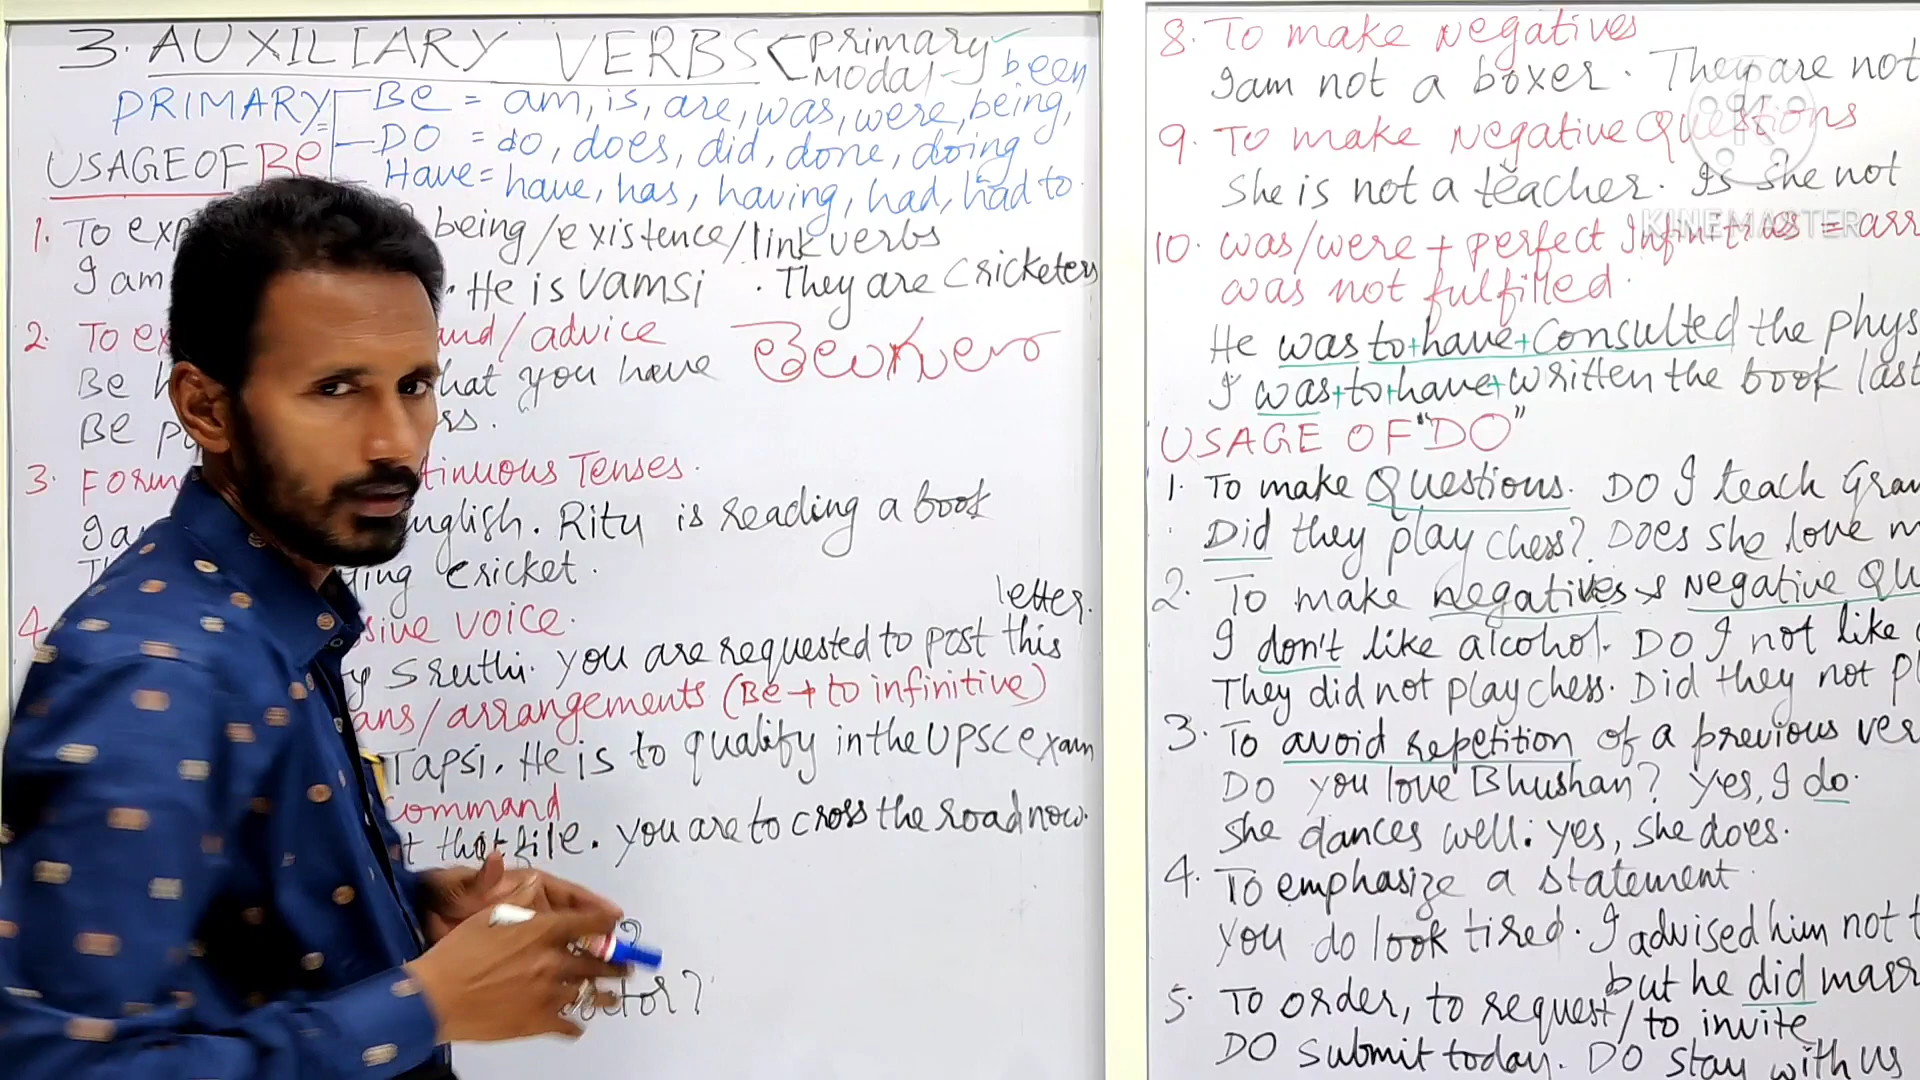 3. AUXILIARY VERBS < primary
modal
been
PRIMARY Be = am, is, are, was, were, being,
DO = do, does, did, done, doing
Have = have, has, having, had, had to.
USAGE OF Be
1. To being/existence/link verbs
I am . He is Vamsi . They are Cricketers
2. To /advice
Be hat you have
Be
3. Tenses.
English. Ritu is reading a book
cricket.
4. voice.
Sruthi. You are requested to post this
letter.
/arrangements (Be + to infinitive)
Tapsi. He is to qualify in the UPSC exam
command
that file. You are to cross the road now.
?
doctor?
8. To make Negatives
I am not a boxer. They are not
9. To make Negative Questions
She is not a teacher. Is she not
KINEMASTER
10. was/were + perfect Infinitives =
was not fulfilled.
He was to + have + Consulted the
I was + to + have + written the book last
USAGE OF "DO"
1. To make Questions. DO I teach
Did they play chess? Does she love
2. To make negatives & Negative
I don't like alcohol. DO I not like
They did not play chess. Did they not
3. To avoid repetition of a previous
DO you love Bhushan? Yes, I do.
She dances well: Yes, she does.
4. To emphasize a statement.
You do look tired. I advised him not
but he did
5. To order, to request/to invite
DO submit today. DO stay with us